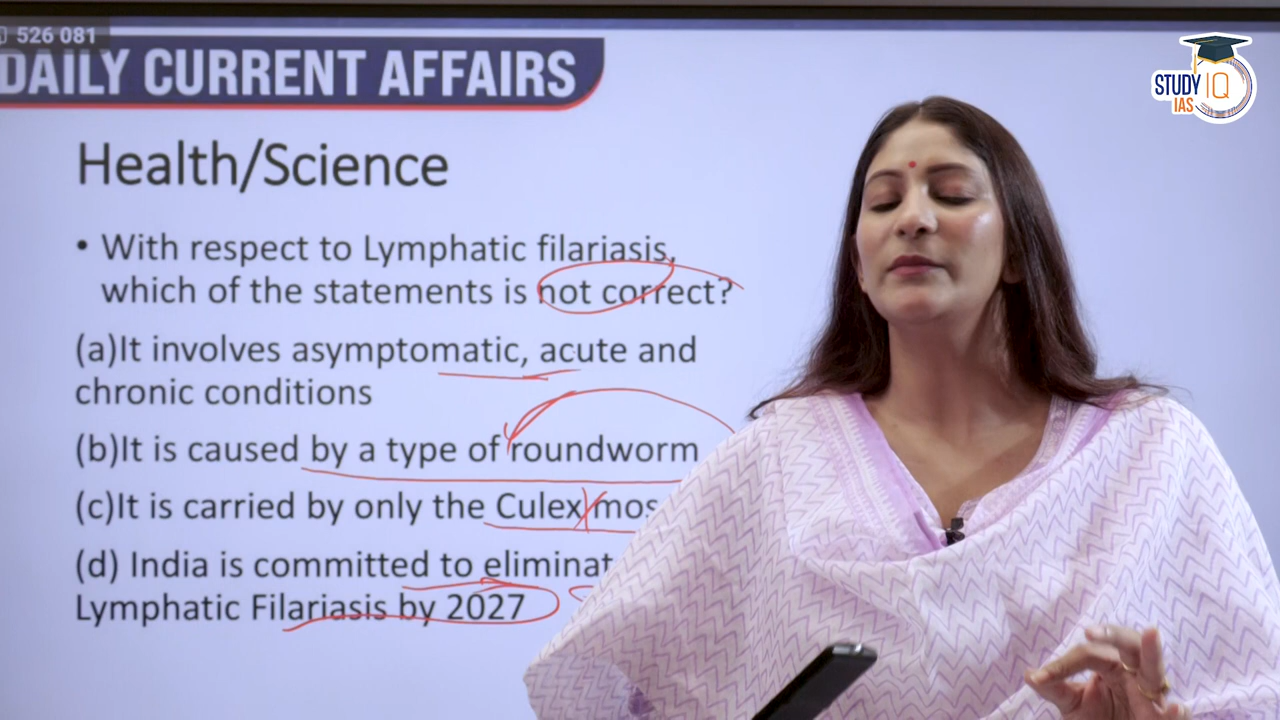 526 081
DAILY CURRENT AFFAIRS
STUDY IQ
IAS
Health/Science
• With respect to Lymphatic filariasis,
which of the statements is not correct?
(a)It involves asymptomatic, acute and
chronic conditions
(b)It is caused by a type of roundworm
(c)It is carried by only the Culex mos
(d) India is committed to eliminat
Lymphatic Filariasis by 2027